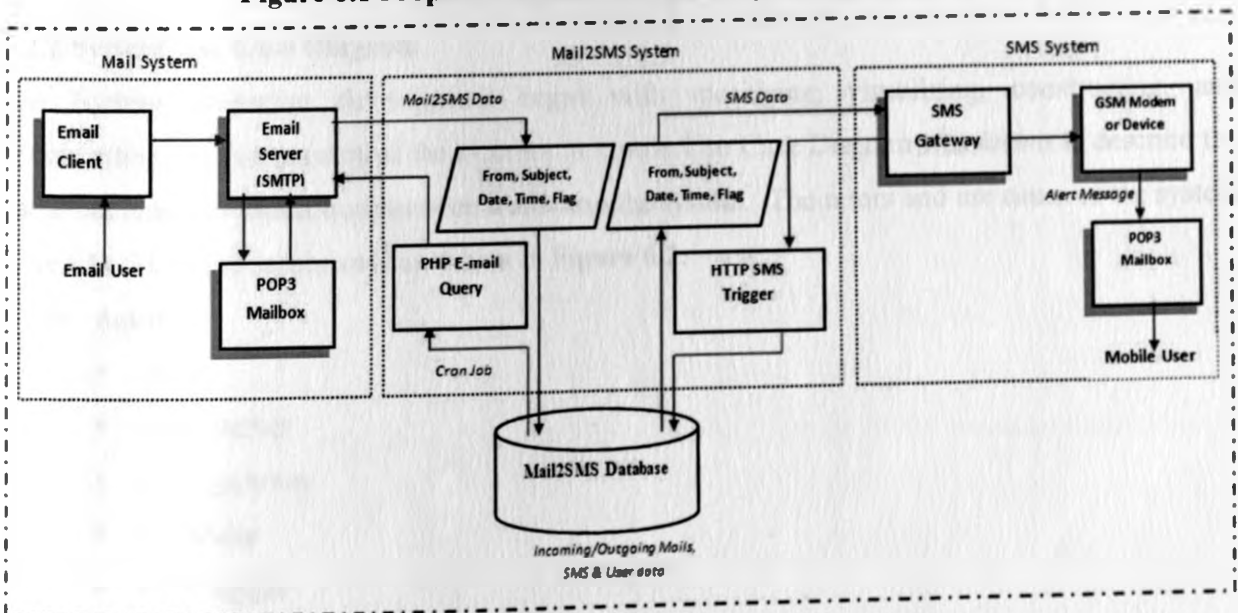 Mail System
Mail2SMS System
SMS System
Email
Client
Email
Server
(SMTP)
Email User
POP3
Mailbox
Mail2SMS Data
SMS Data
From, Subject,
Date, Time, Flag
From, Subject,
Date, Time, Flag
PHP E.mail
Query
HTTP SMS
Trigger
Cron Job
SMS
Gateway
GSM Modem
or Device
Alert Message
POP3
Mailbox
Mobile User
Mail2SMS Database
Incoming/Outgoing Mails,
SMS & User data